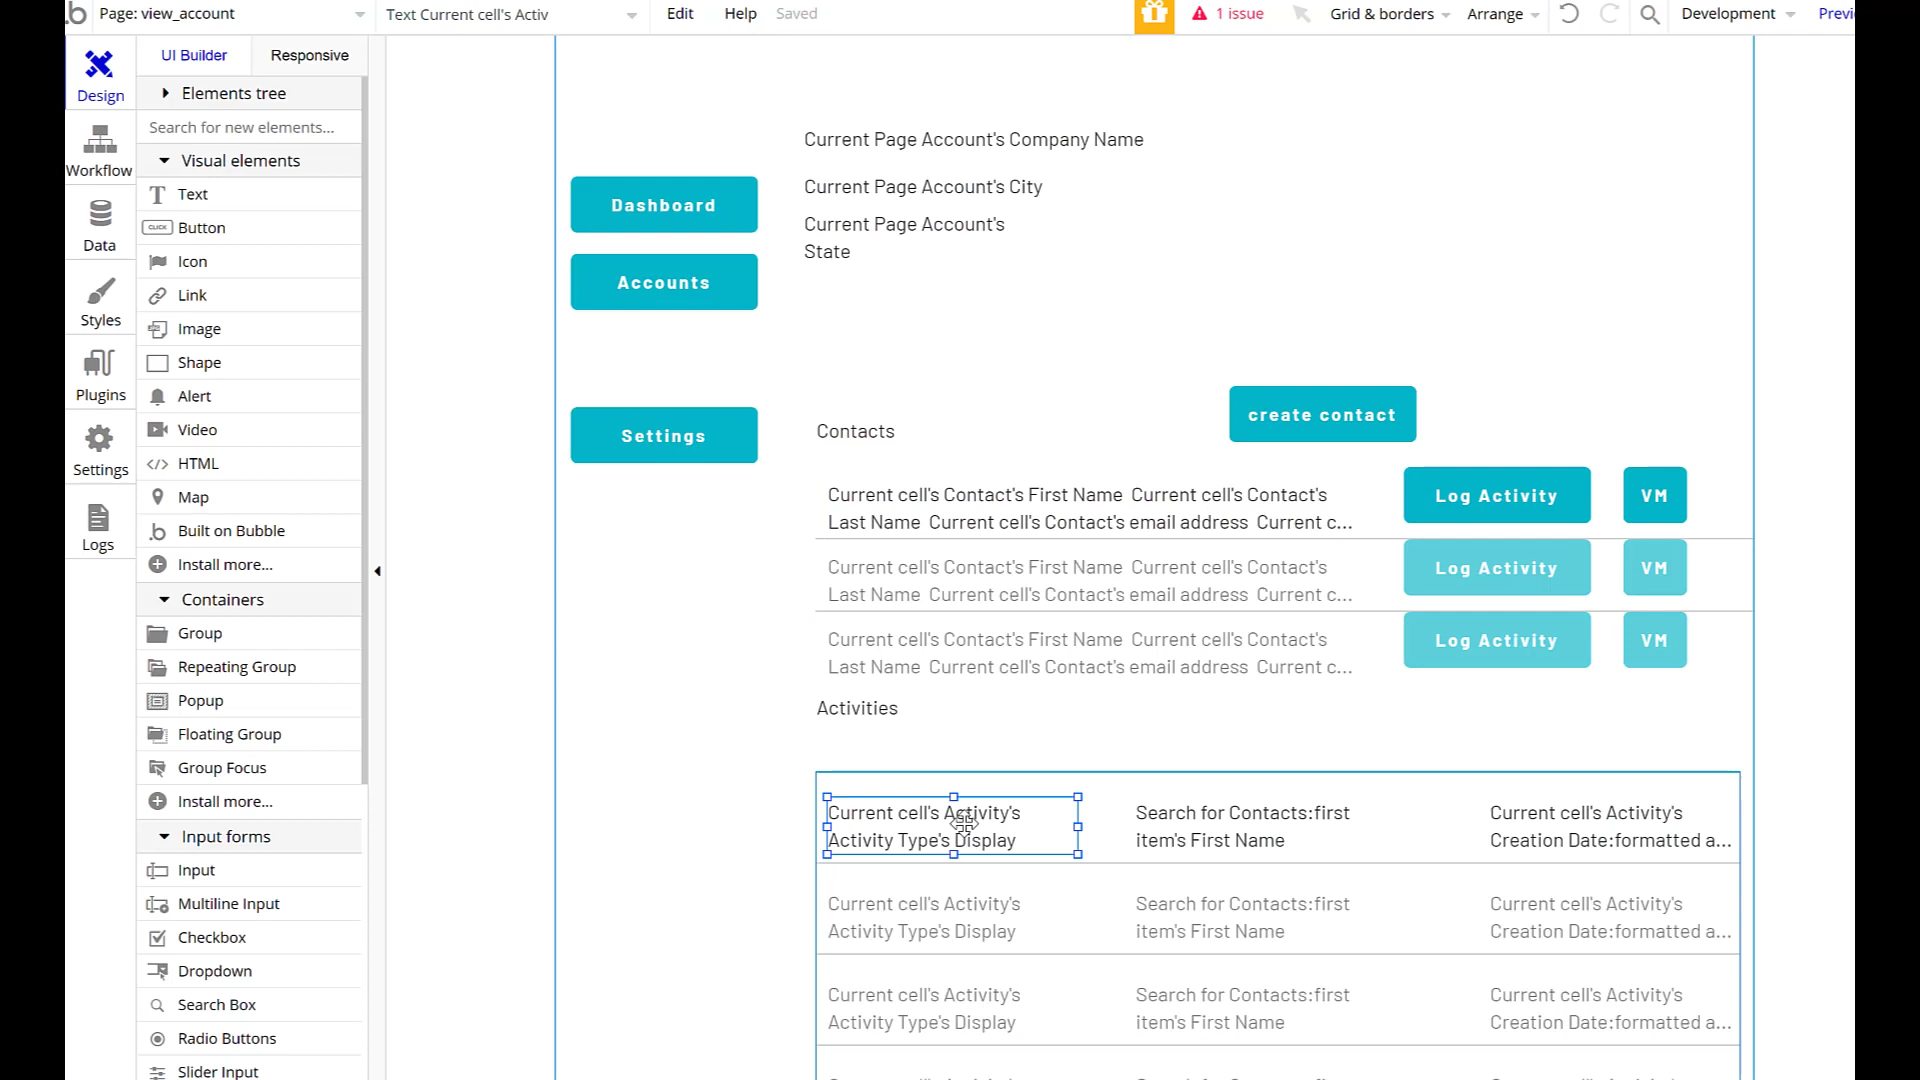 Page: view_account
Text Current cell's Activ
Edit
Help
Saved
1 issue
Grid & borders
Arrange
Development
Previ
UI Builder
Responsive
Design
Workflow
Data
Styles
Plugins
Settings
Logs
Elements tree
Search for new elements...
Visual elements
Text
CLICK
Button
Icon
Link
Image
Shape
Alert
Video
HTML
Map
Built on Bubble
Install more...
Containers
Group
Repeating Group
Popup
Floating Group
Group Focus
Install more...
Input forms
Input
Multiline Input
Checkbox
Dropdown
Search Box
Radio Buttons
Slider Input
Current Page Account's Company Name
Current Page Account's City
Current Page Account's
State
Dashboard
Accounts
Settings
create contact
Contacts
Current cell's Contact's First Name Current cell's Contact's
Last Name Current cell's Contact's email address Current c...
Log Activity
VM
Current cell's Contact's First Name Current cell's Contact's
Last Name Current cell's Contact's email address Current c...
Log Activity
VM
Current cell's Contact's First Name Current cell's Contact's
Last Name Current cell's Contact's email address Current c...
Log Activity
VM
Activities
Current cell's Activity's
Activity Type's Display
Search for Contacts:first
item's First Name
Current cell's Activity's
Creation Date:formatted a...
Current cell's Activity's
Activity Type's Display
Search for Contacts:first
item's First Name
Current cell's Activity's
Creation Date:formatted a...
Current cell's Activity's
Activity Type's Display
Search for Contacts:first
item's First Name
Current cell's Activity's
Creation Date:formatted a...